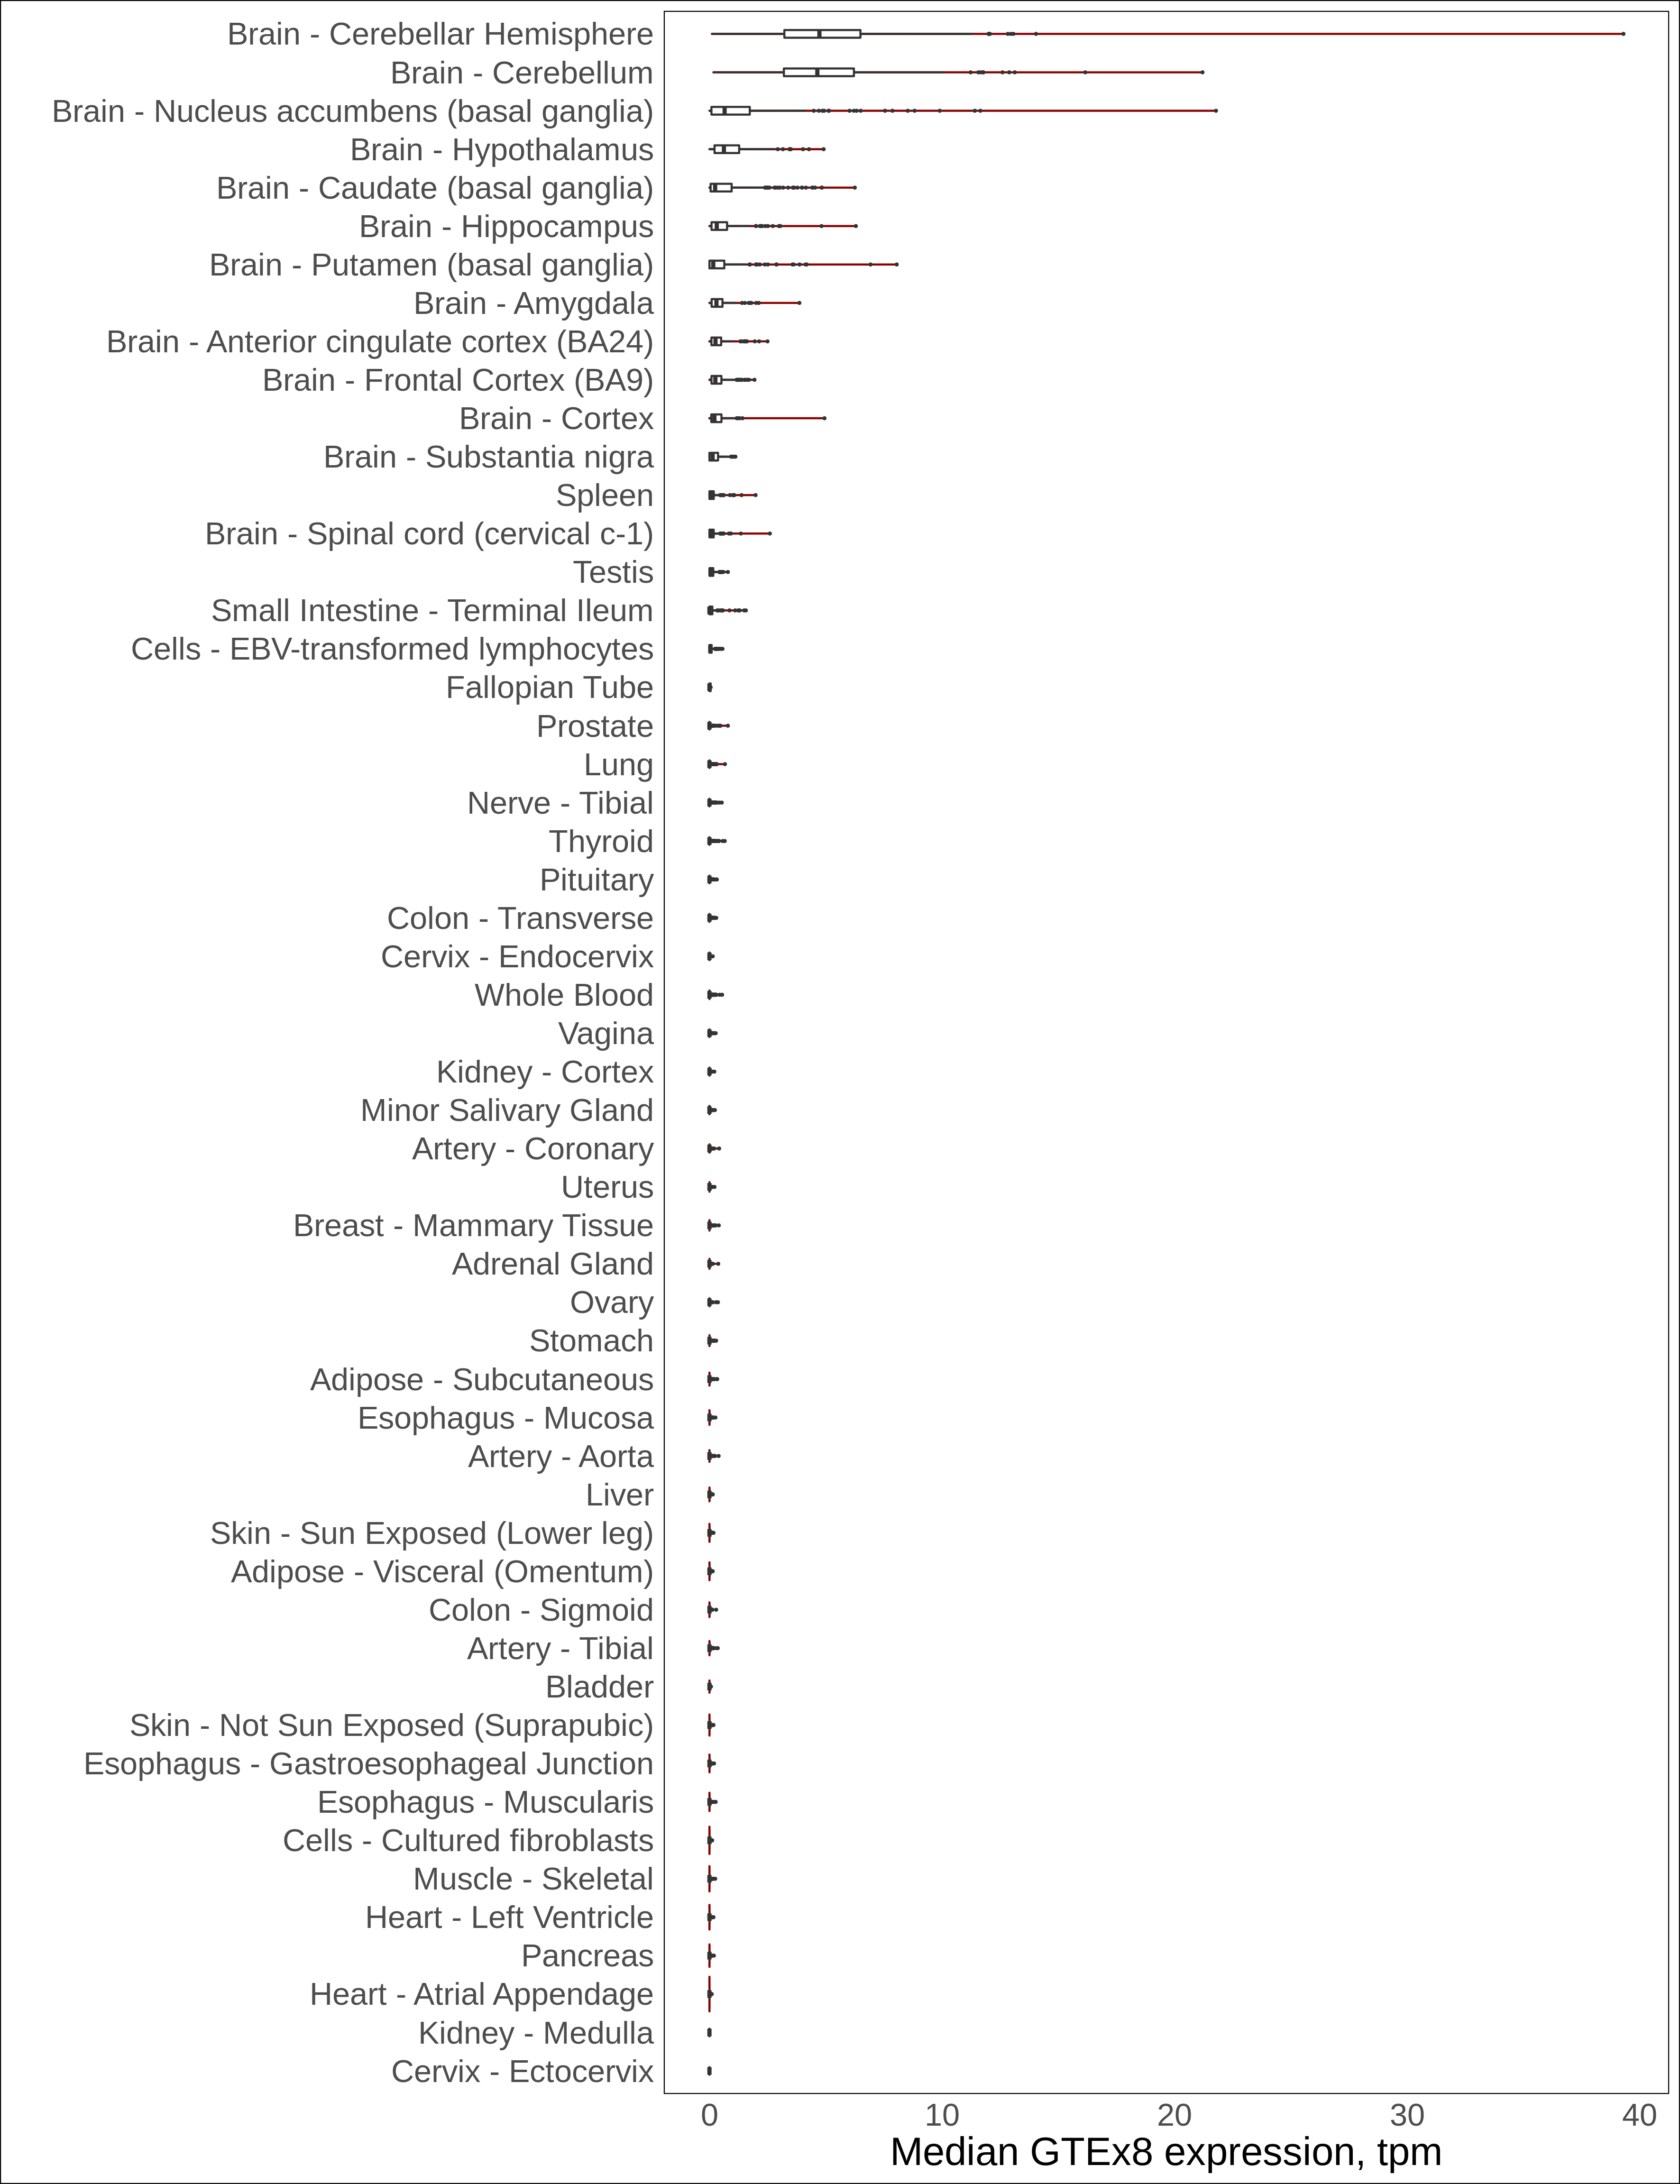 Brain - Cerebellar Hemisphere
Brain - Cerebellum
Brain - Nucleus accumbens (basal ganglia)
Brain - Hypothalamus
Brain - Caudate (basal ganglia)
Brain - Hippocampus
Brain - Putamen (basal ganglia)
Brain - Amygdala
Brain - Anterior cingulate cortex (BA24)
Brain - Frontal Cortex (BA9)
Brain - Cortex
Brain - Substantia nigra
Spleen
Brain - Spinal cord (cervical c-1)
Testis
Small Intestine - Terminal Ileum
Cells - EBV-transformed lymphocytes
Fallopian Tube
Prostate
Lung
Nerve - Tibial
Thyroid
Pituitary
Colon - Transverse
Cervix - Endocervix
Whole Blood
Vagina
Kidney - Cortex
Minor Salivary Gland
Artery - Coronary
Uterus
Breast - Mammary Tissue
Adrenal Gland
Ovary
Stomach
Adipose - Subcutaneous
Esophagus - Mucosa
Artery - Aorta
Liver
Skin - Sun Exposed (Lower leg)
Adipose - Visceral (Omentum)
Colon - Sigmoid
Artery - Tibial
Bladder
Skin - Not Sun Exposed (Suprapubic)
Esophagus - Gastroesophageal Junction
Esophagus - Muscularis
Cells - Cultured fibroblasts
Muscle - Skeletal
Heart - Left Ventricle
Pancreas
Heart - Atrial Appendage
Kidney - Medulla
Cervix - Ectocervix
0 10 20 30 40
Median GTEx8 expression, tpm